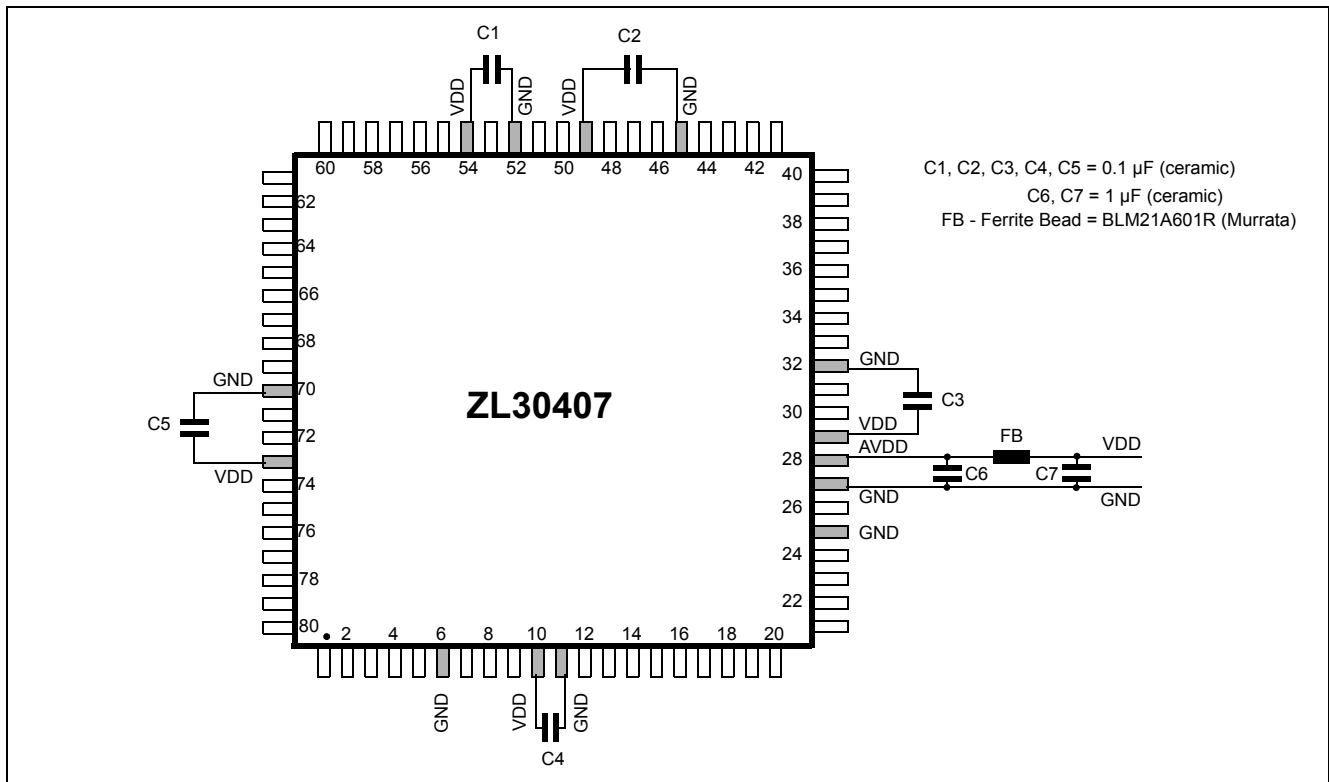 C1
C2
VDD
GND
VDD
GND
60 58 56 54 52 50 48 46 44 42
C1, C2, C3, C4, C5 = 0.1 µF (ceramic)
C6, C7 = 1 µF (ceramic)
FB - Ferrite Bead = BLM21A601R (Murrata)
62
64
66
68
70
72
74
76
78
80
40
38
36
34
32
30
28
26
24
22
GND
C5
VDD
ZL30407
GND
C3
VDD
AVDD
FB
VDD
C6
C7
GND
GND
GND
2 4 6 8 10 12 14 16 18 20
GND
VDD
GND
C4